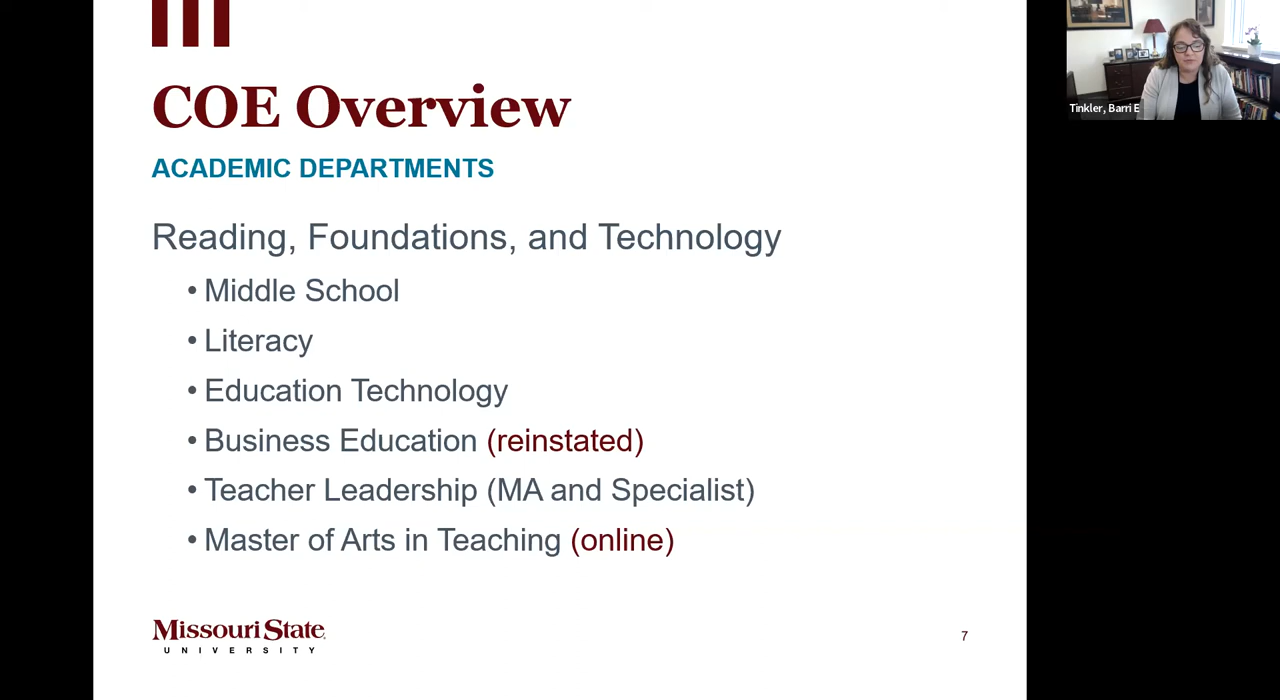 COE Overview
ACADEMIC DEPARTMENTS
Reading, Foundations, and Technology
• Middle School
• Literacy
• Education Technology
• Business Education (reinstated)
• Teacher Leadership (MA and Specialist)
• Master of Arts in Teaching (online)
Missouri State
UNIVERSITY
7
Tinkler, Barri E